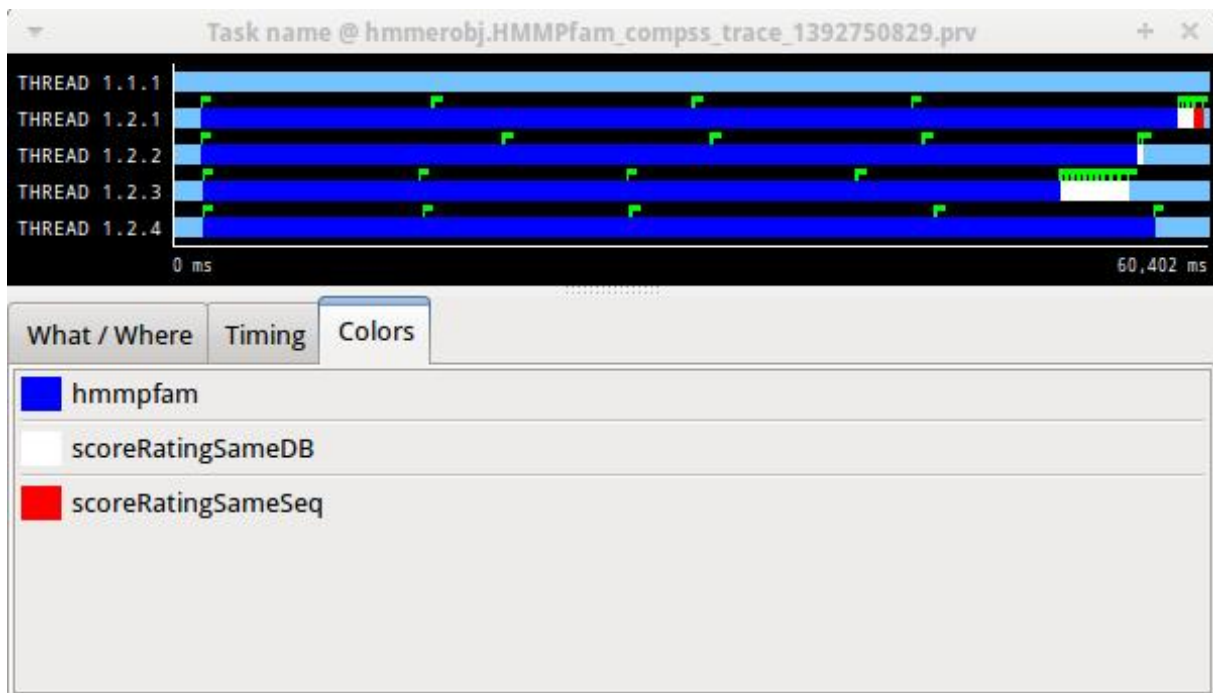 Task name @ hmmerobj.HMMPfam_compss_trace_1392750829.prv
THREAD 1.1.1
THREAD 1.2.1
THREAD 1.2.2
THREAD 1.2.3
THREAD 1.2.4
0 ms 60,402 ms
What / Where Timing Colors
hmmpfam
scoreRatingSameDB
scoreRatingSameSeq